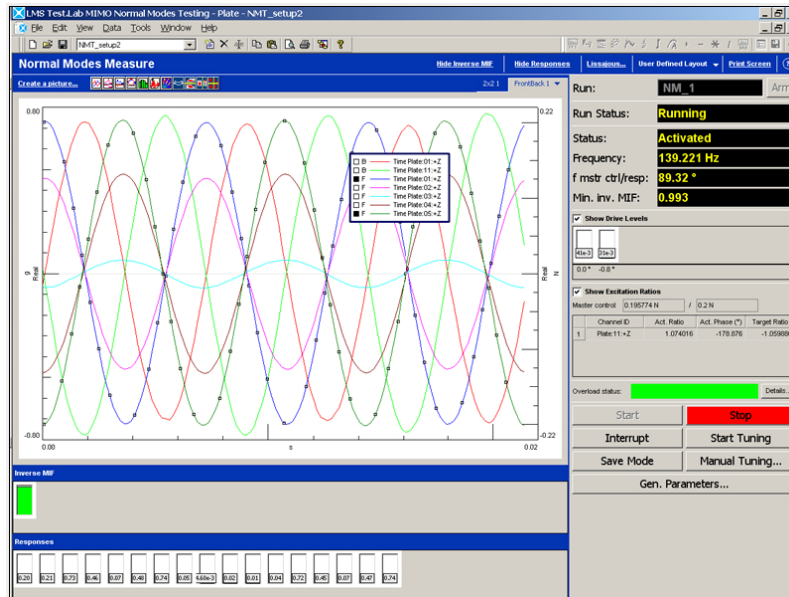 LMS Test.Lab MIMO Normal Modes Testing - Plate - NMT_setup2
File Edit View Data Tools Window Help
NMT_setup2
Normal Modes Measure
Hide Inverse MIF Hide Responses Lissajous... User Defined Layout Print Screen
Create a picture...
2x2 1 FrontBack 1
0.80
0.22
g
Real
Real
N
-0.80
-0.22
0.00 s 0.02
B Time Plate:01:+Z
B Time Plate:11:+Z
F Time Plate:01:+Z
F Time Plate:02:+Z
F Time Plate:03:+Z
F Time Plate:04:+Z
F Time Plate:05:+Z
Inverse MIF
Responses
0.20 0.21 0.73 0.46 0.07 0.48 0.74 0.05 4.60e-3 0.02 0.01 0.04 0.72 0.45 0.07 0.47 0.74
Run: NM_1 Arm
Run Status: Running
Status: Activated
Frequency: 139.221 Hz
f mstr ctrl/resp: 89.32 °
Min. inv. MIF: 0.993
Show Drive Levels
41e-3 31e-3
0.0 ° -0.8 °
Show Excitation Ratios
Master control 0.195774 N / 0.2 N
Channel ID Act. Ratio Act. Phase (°) Target Ratio
1 Plate:11:+Z 1.074016 -178.876 -1.05988
Overload status: Details...
Start Stop
Interrupt Start Tuning
Save Mode Manual Tuning...
Gen. Parameters...